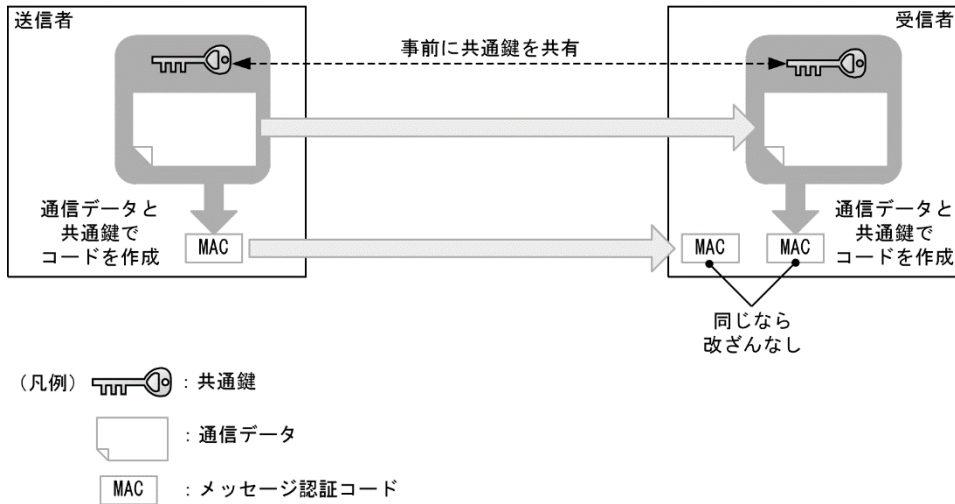 送信者
受信者
事前に共通鍵を共有
通信データと
共通鍵で
コードを作成
MAC
MAC
MAC
通信データと
共通鍵で
コードを作成
同じなら
改ざんなし
（凡例）
：共通鍵
：通信データ
MAC ：メッセージ認証コード